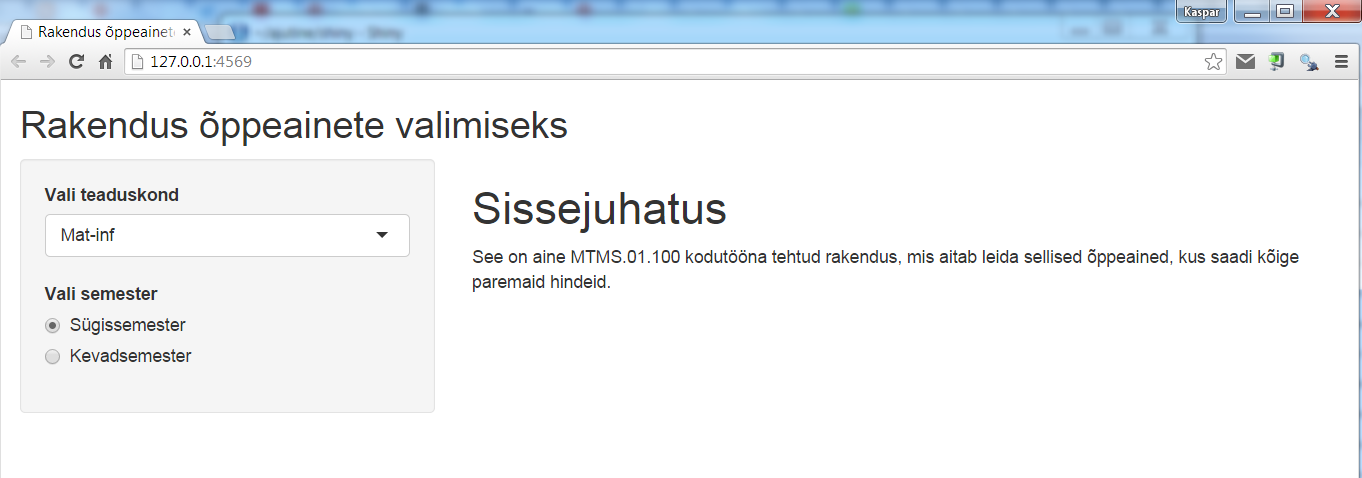 Kaspar
Rakendus õppeainet
127.0.0.1:4569
Rakendus õppeainete valimiseks
Vali teaduskond
Mat-inf
Vali semester
Sügissemester
Kevadsemester
Sissejuhatus
See on aine MTMS.01.100 kodutööna tehtud rakendus, mis aitab leida sellised õppeained, kus saadi kõige
paremaid hindeid.